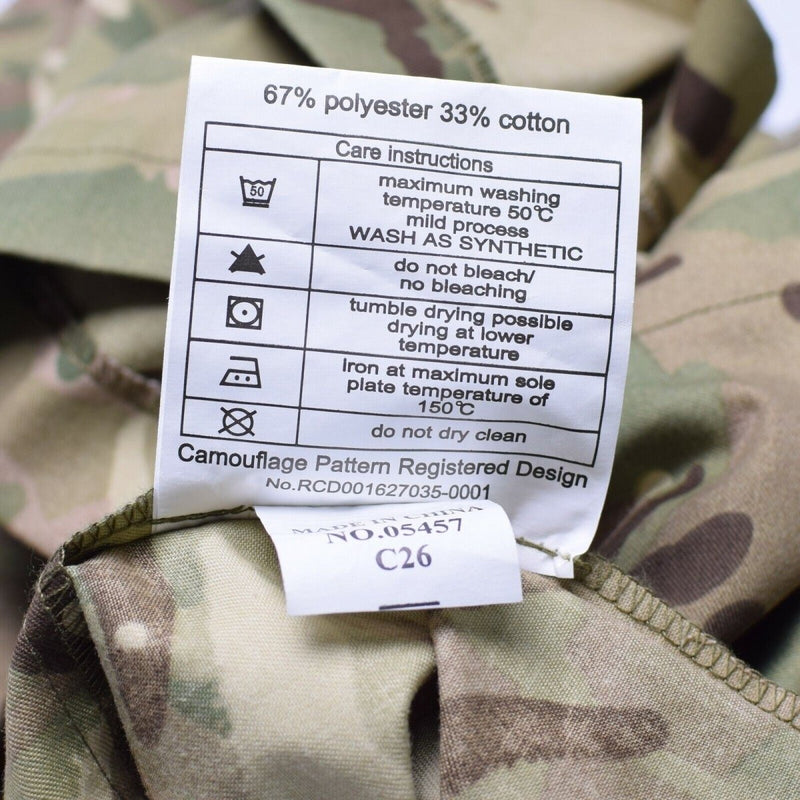 67% polyester 33% cotton
Care instructions
50
maximum washing
temperature 50℃
mild process
WASH AS SYNTHETIC
do not bleach/
no bleaching
tumble drying possible
drying at lower
temperature
Iron at maximum sole
plate temperature of
150℃
do not dry clean
Camouflage Pattern Registered Design
No.RCD001627035-0001
MADE IN CHINA
NO.05457
C26